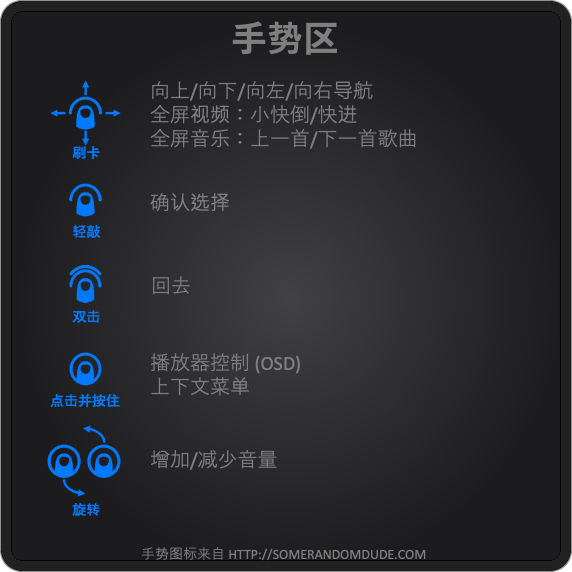 手势区
向上/向下/向左/向右导航
全屏视频：小快倒/快进
全屏音乐：上一首/下一首歌曲
刷卡
确认选择
轻敲
回去
双击
播放器控制 (OSD)
上下文菜单
点击并按住
增加/减少音量
旋转
手势图标来自 HTTP://SOMERANDOMDUDE.COM